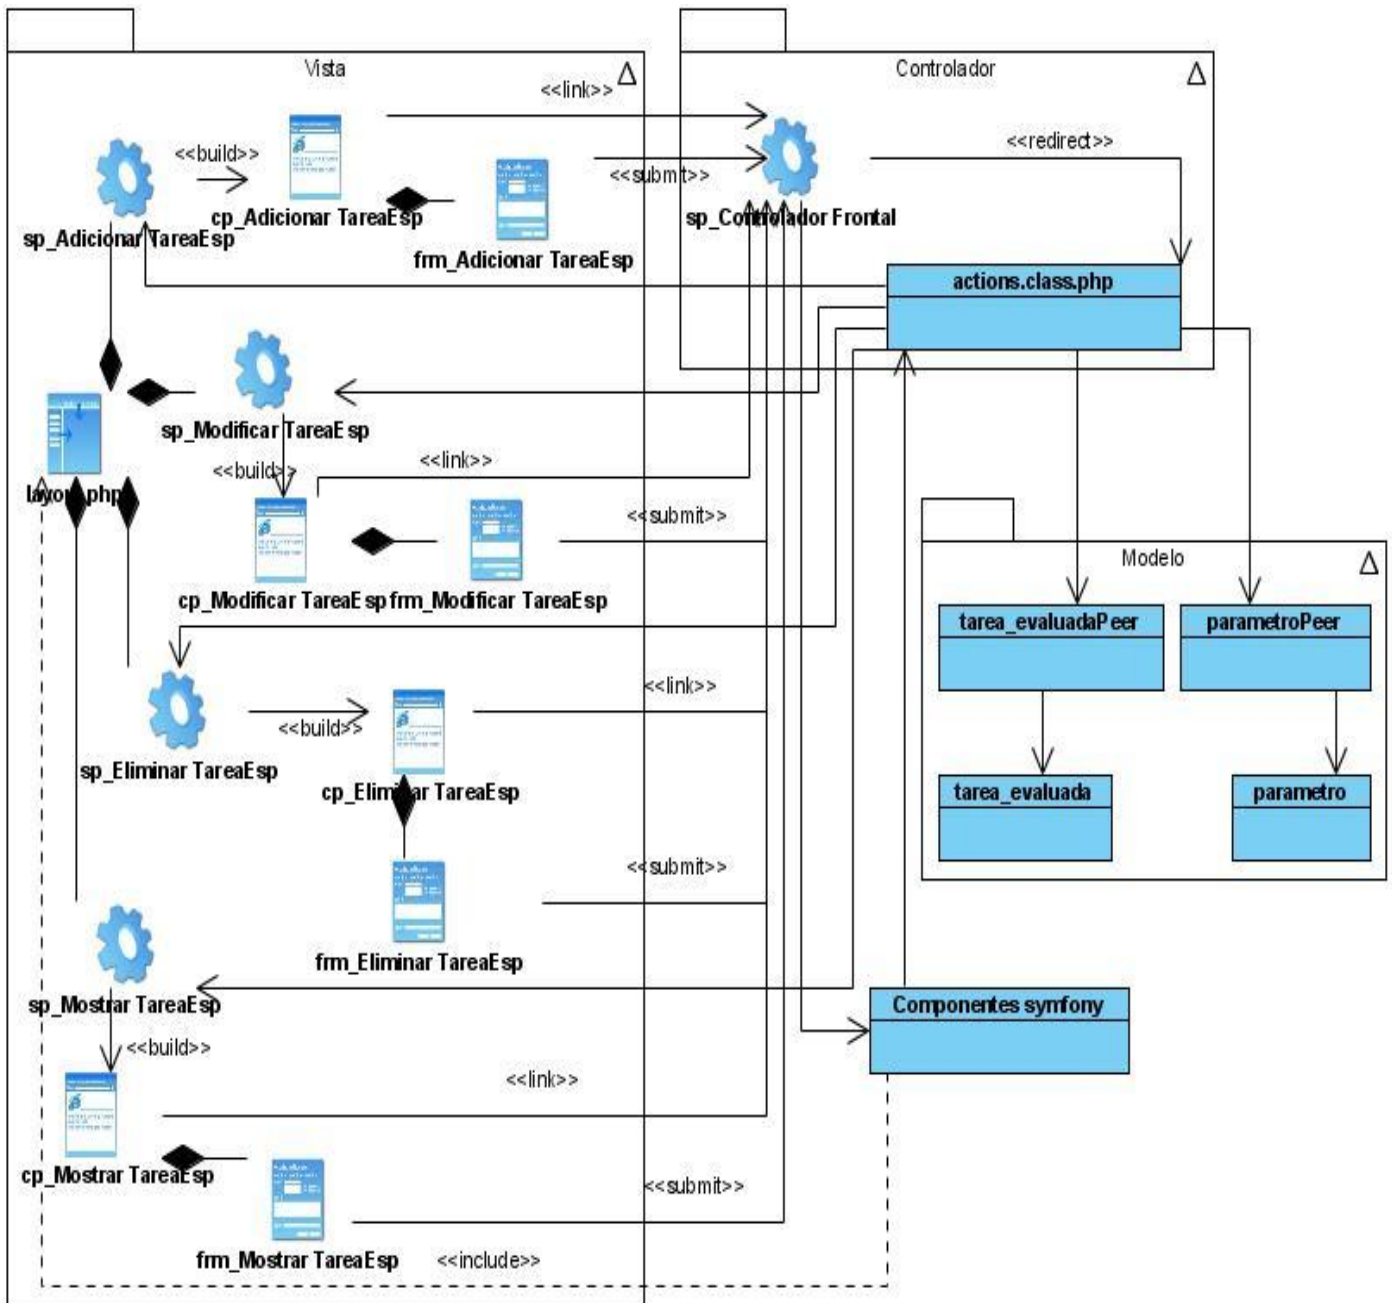 Vista
Controlador
<<link>>
<<redirect>>
<<build>>
<<submit>>
cp_Adicionar TareaEsp
sp_Controlador Frontal
sp_Adicionar TareaEsp
frm_Adicionar TareaEsp
actions.class.php
sp_Modificar TareaEsp
<<build>>
<<link>>
layout.php
<<submit>>
Modelo
cp_Modificar TareaEsp
frm_Modificar TareaEsp
tarea_evaluadaPeer
parametroPeer
<<link>>
<<build>>
sp_Eliminar TareaEsp
cp_Eliminar TareaEsp
tarea_evaluada
parametro
<<submit>>
frm_Eliminar TareaEsp
sp_Mostrar TareaEsp
Componentes symfony
<<build>>
<<link>>
cp_Mostrar TareaEsp
<<submit>>
frm_Mostrar TareaEsp
<<include>>